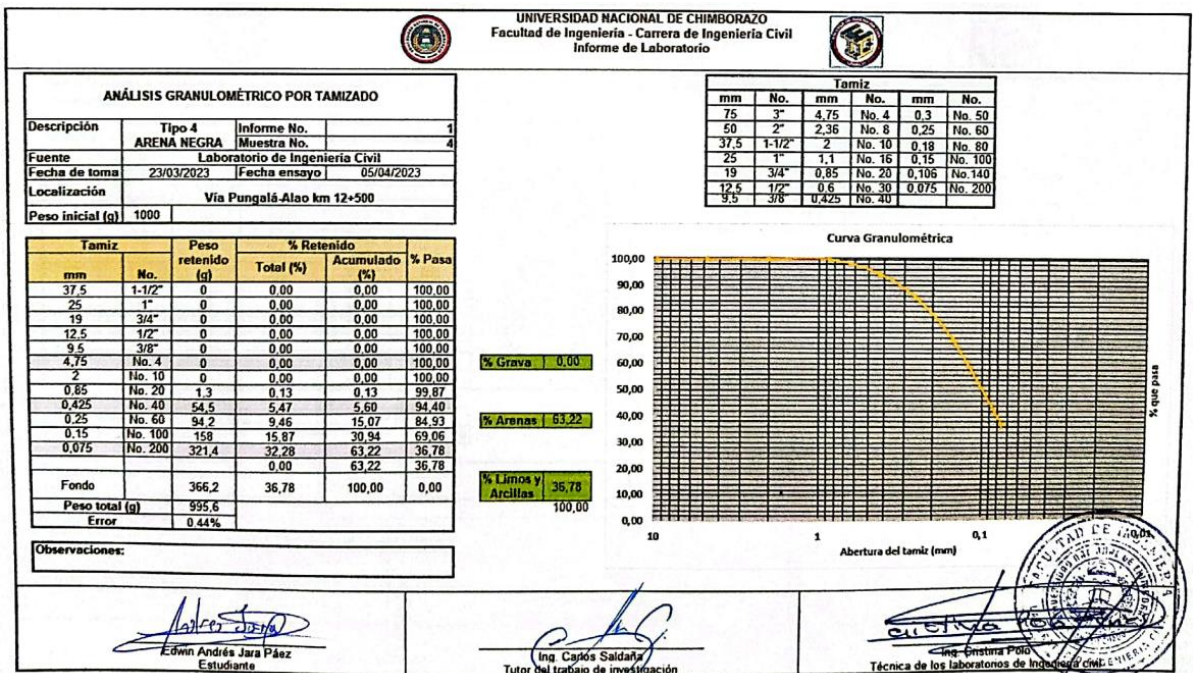 UNIVERSIDAD NACIONAL DE CHIMBORAZO
Facultad de Ingeniería - Carrera de Ingeniería Civil
Informe de Laboratorio
ANÁLISIS GRANULOMÉTRICO POR TAMIZADO
Descripción Tipo 4 Informe No. 1
ARENA NEGRA Muestra No. 4
Fuente Laboratorio de Ingeniería Civil
Fecha de toma 23/03/2023 Fecha ensayo 05/04/2023
Localización Vía Pungalá-Alao km 12+500
Peso inicial (g) 1000
Tamiz
mm No. mm No. mm No.
75 3" 4,75 No. 4 0,3 No. 50
50 2" 2,36 No. 8 0,25 No. 60
37,5 1-1/2" 2 No. 10 0,18 No. 80
25 1" 1,1 No. 16 0,15 No. 100
19 3/4" 0,85 No. 20 0,106 No.140
12,5 1/2" 0,6 No. 30 0,075 No. 200
9,5 3/8" 0,425 No. 40
Tamiz Peso retenido (g) % Retenido % Pasa
mm No. Total (%) Acumulado (%)
37,5 1-1/2" 0 0,00 0,00 100,00
25 1" 0 0,00 0,00 100,00
19 3/4" 0 0,00 0,00 100,00
12,5 1/2" 0 0,00 0,00 100,00
9,5 3/8" 0 0,00 0,00 100,00
4,75 No. 4 0 0,00 0,00 100,00
2 No. 10 0 0,00 0,00 100,00
0,85 No. 20 1,3 0,13 0,13 99,87
0,425 No. 40 54,5 5,47 5,60 94,40
0,25 No. 60 94,2 9,46 15,07 84,93
0,15 No. 100 158 15,87 30,94 69,06
0,075 No. 200 321,4 32,28 63,22 36,78
0,00 63,22 36,78
Fondo 366,2 36,78 100,00 0,00
Peso total (g) 995,6
Error 0,44%
% Grava 0,00
% Arenas 63,22
% Limos y Arcillas 36,78
100,00
Curva Granulométrica
100,00
90,00
80,00
70,00
60,00
50,00
40,00
30,00
20,00
10,00
0,00
10 1 0,1 0,01
Abertura del tamiz (mm)
% que pasa
Observaciones:
Edwin Andrés Jara Páez
Estudiante
Ing. Carlos Saldaña
Tutor del trabajo de investigación
Ing. Cristina Polo
Técnica de los laboratorios de Ingeniería civil
FACULTAD DE INGENIERIA